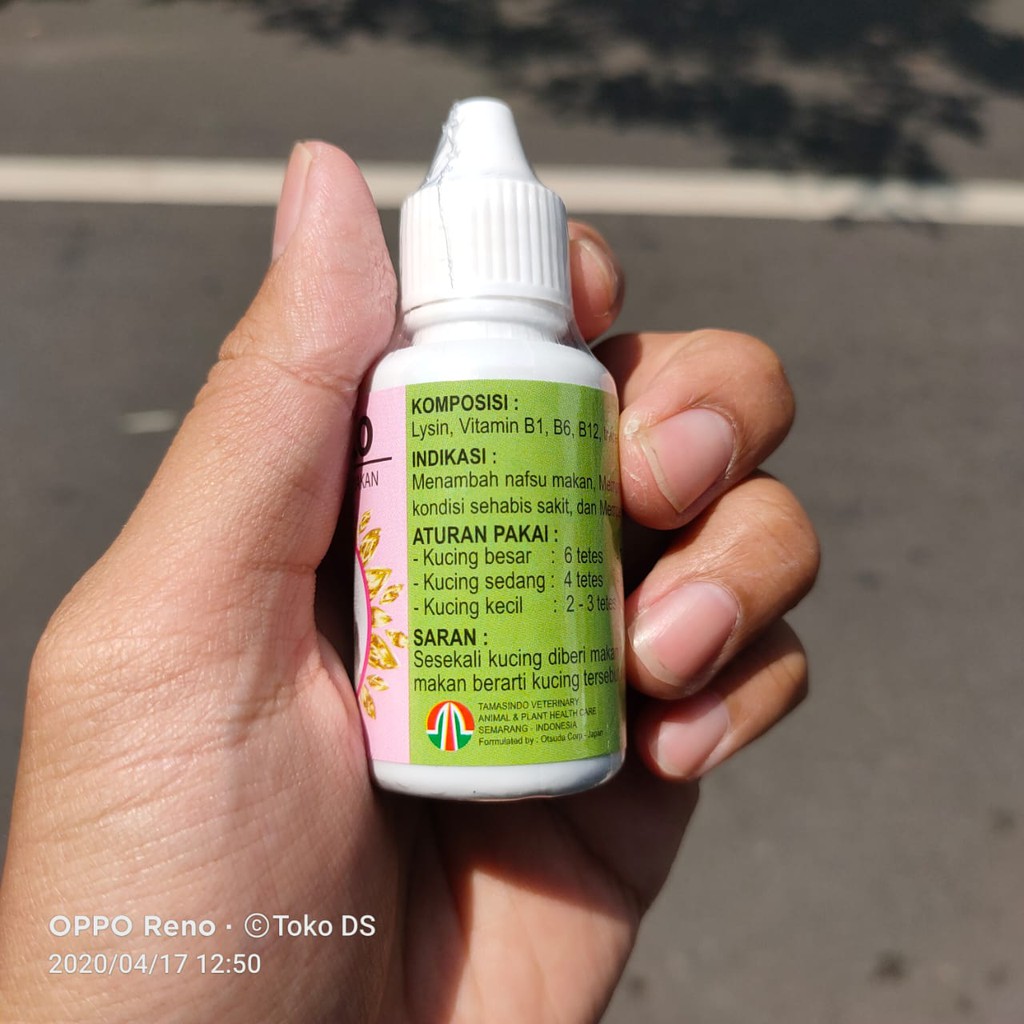 KOMPOSISI :
Lysin, Vitamin B1, B6, B12,
INDIKASI :
Menambah nafsu makan,
kondisi sehabis sakit, dan
ATURAN PAKAI :
- Kucing besar : 6 tetes
- Kucing sedang : 4 tetes
- Kucing kecil : 2 - 3 tetes
SARAN :
Sesekali kucing diberi makan
makan berarti kucing tersebut
TAMASINDO VETERINARY
ANIMAL & PLANT HEALTH CARE
SEMARANG - INDONESIA
Formulated by : Otsuda Corp - Japan
OPPO Reno · ©Toko DS
2020/04/17 12:50